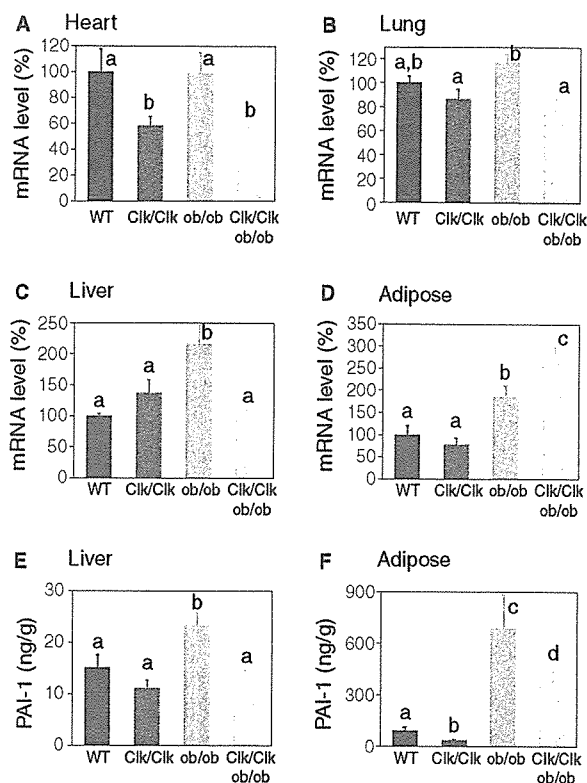 A Heart
mRNA level (%)
120
100
80
60
40
20
0
a
b
a
b
WT Clk/Clk ob/ob Clk/Clk ob/ob
B Lung
mRNA level (%)
120
100
80
60
40
20
0
a,b
a
b
a
WT Clk/Clk ob/ob Clk/Clk ob/ob
C Liver
mRNA level (%)
250
200
150
100
50
0
a
a
b
a
WT Clk/Clk ob/ob Clk/Clk ob/ob
D Adipose
mRNA level (%)
350
300
250
200
150
100
50
0
a
a
b
c
WT Clk/Clk ob/ob Clk/Clk ob/ob
E Liver
PAI-1 (ng/g)
30
20
10
0
a
a
b
a
WT Clk/Clk ob/ob Clk/Clk ob/ob
F Adipose
PAI-1 (ng/g)
900
600
300
0
a
b
c
d
WT Clk/Clk ob/ob Clk/Clk ob/ob